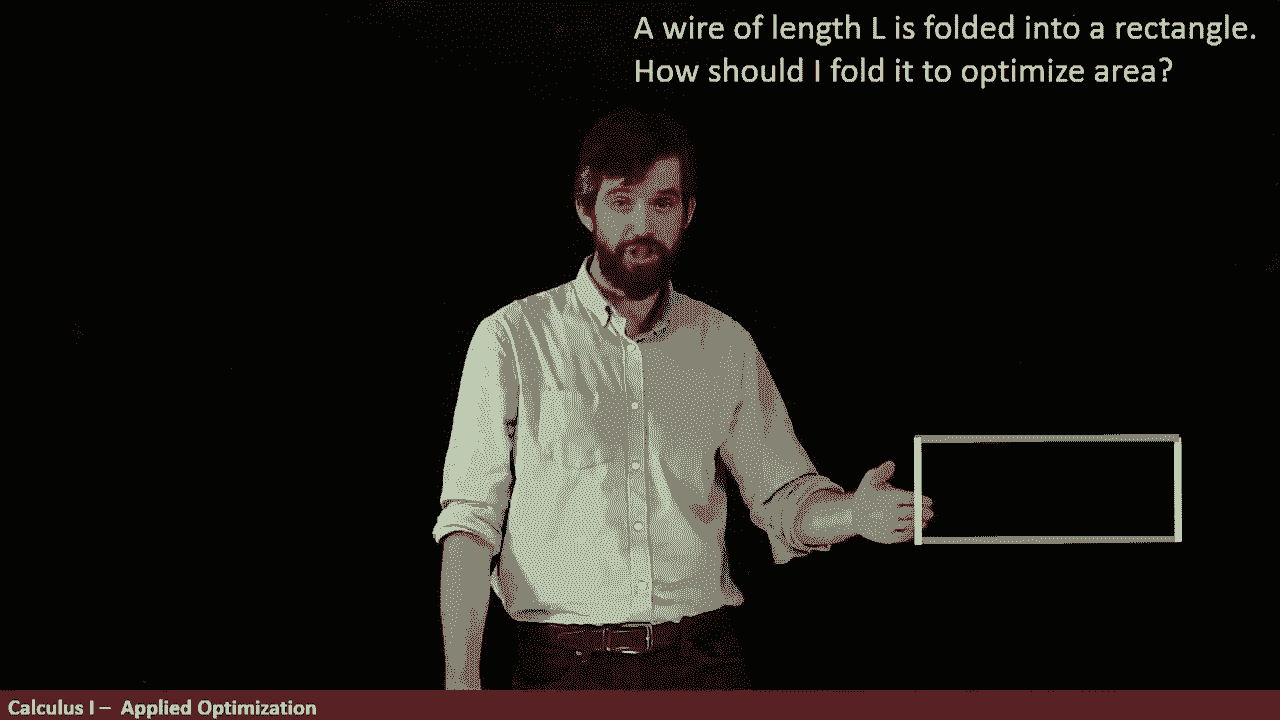 A wire of length L is folded into a rectangle.
How should I fold it to optimize area?
Calculus I – Applied Optimization